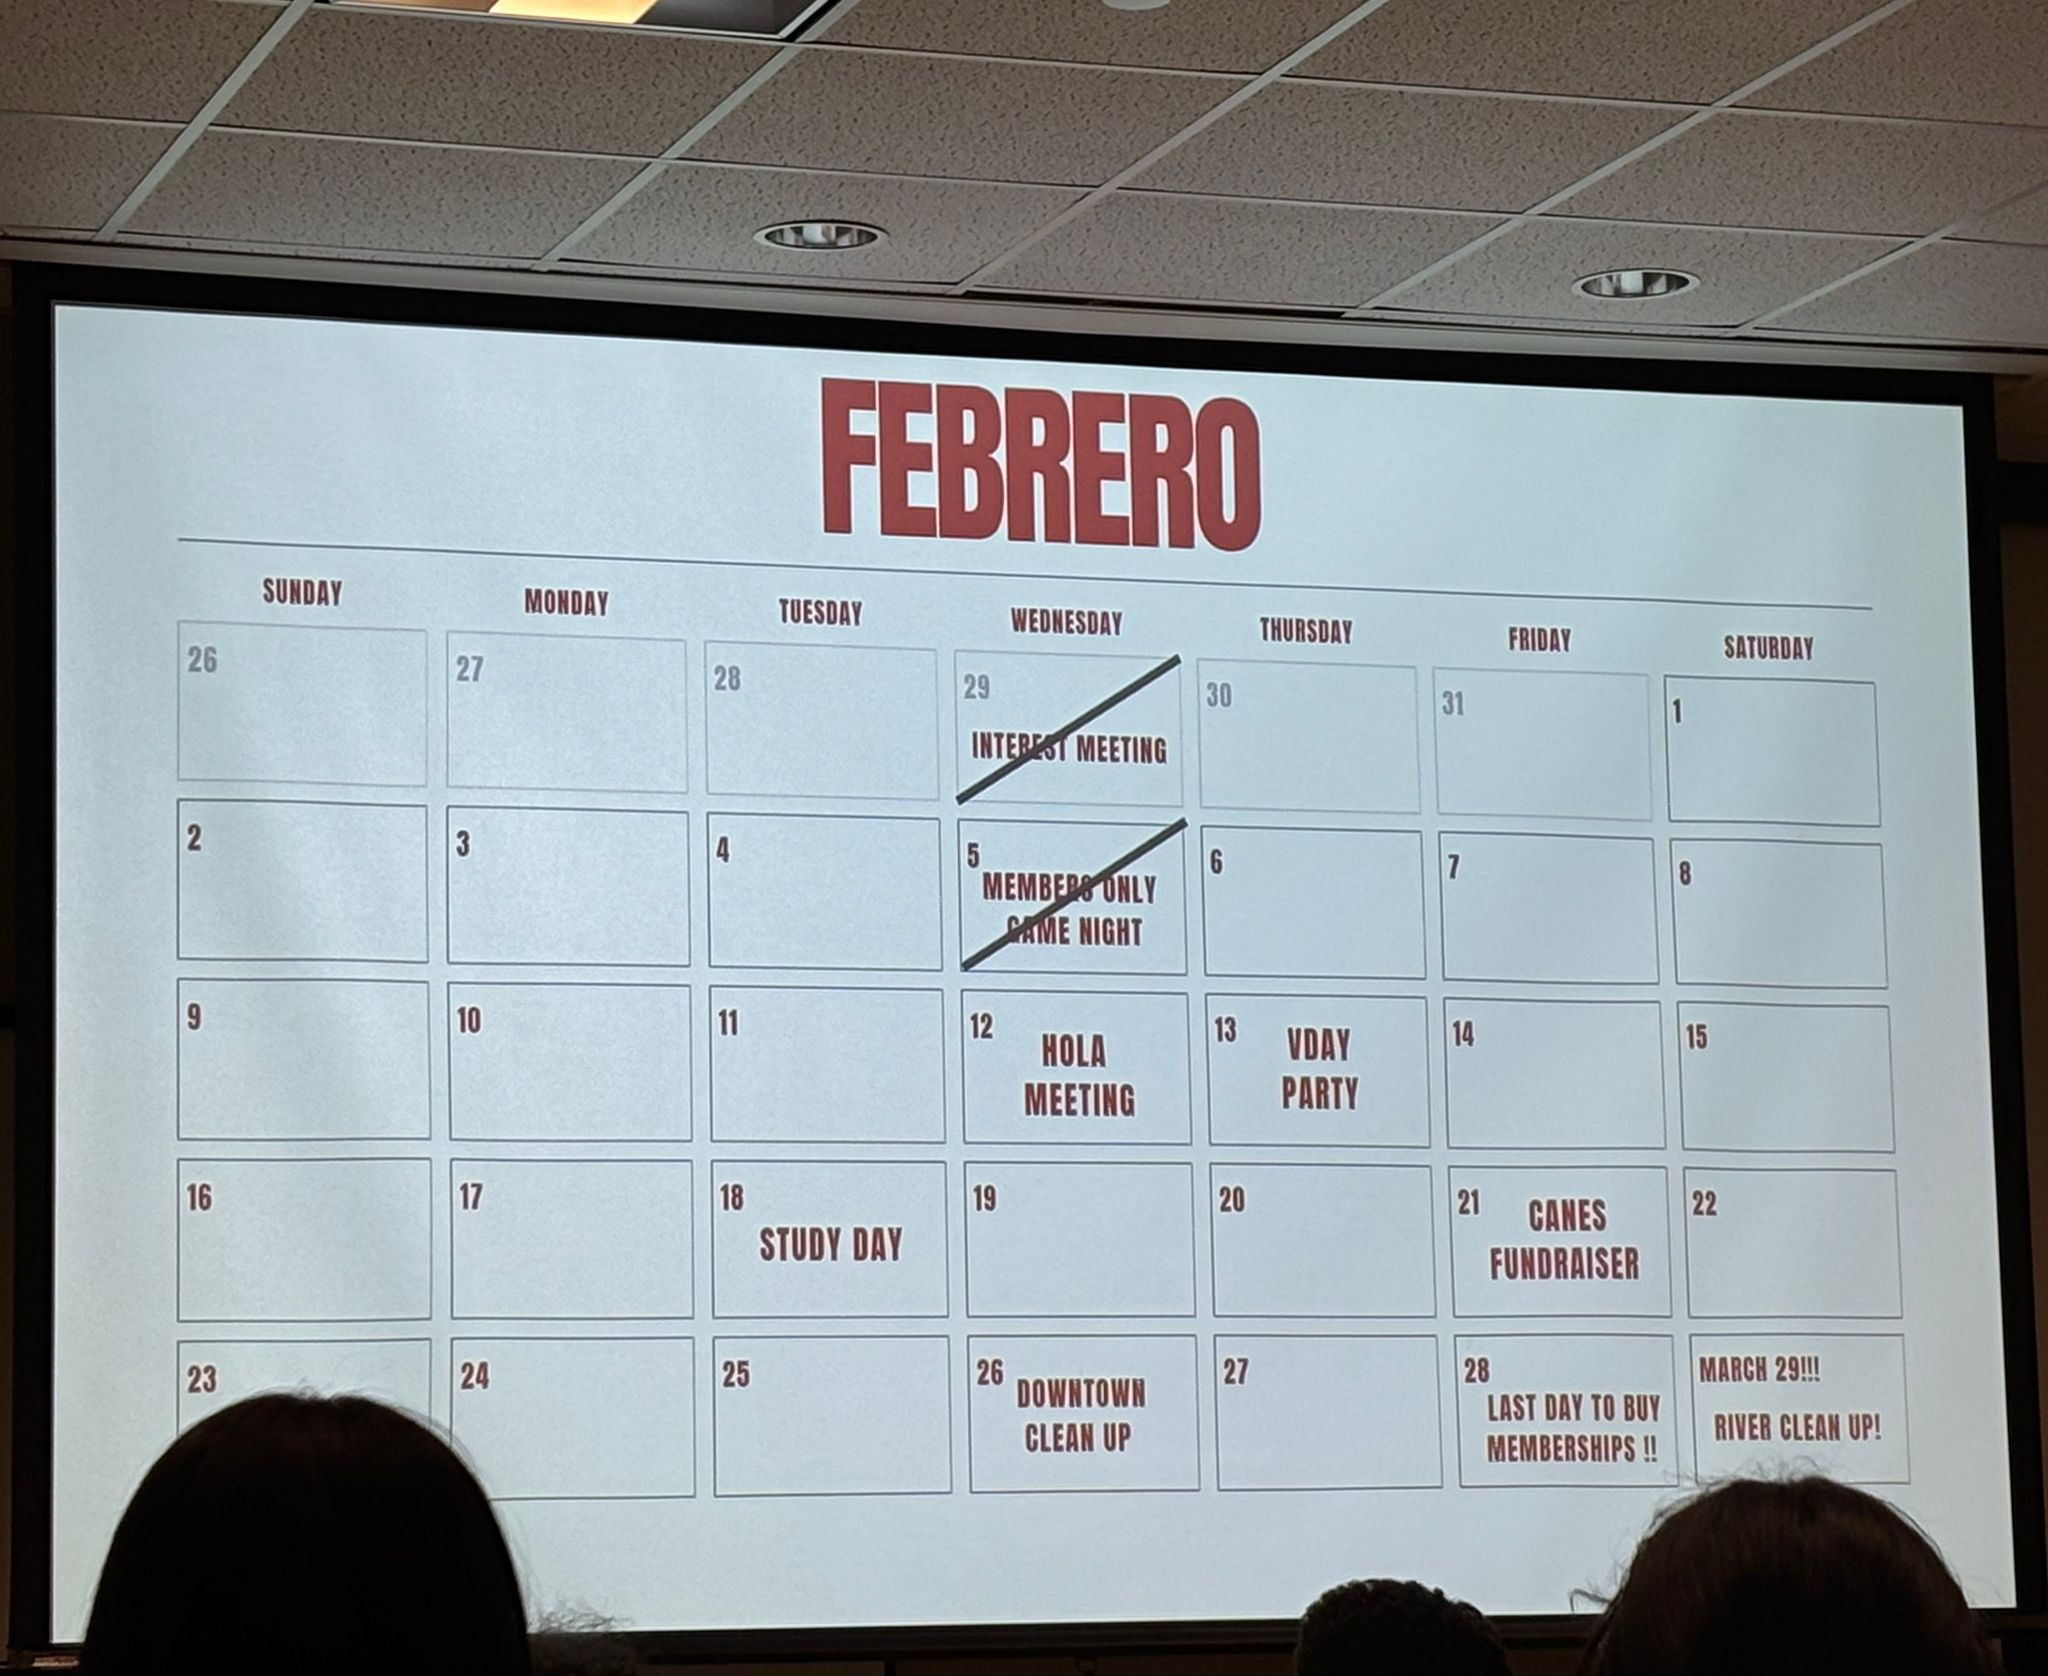 FEBRERO
SUNDAY MONDAY TUESDAY WEDNESDAY THURSDAY FRIDAY SATURDAY
26
27
28
29
INTEREST MEETING
30
31
1
2
3
4
5
MEMBERS ONLY
GAME NIGHT
6
7
8
9
10
11
12
HOLA
MEETING
13
VDAY
PARTY
14
15
16
17
18
STUDY DAY
19
20
21
CANES
FUNDRAISER
22
23
24
25
26
DOWNTOWN
CLEAN UP
27
28
LAST DAY TO BUY
MEMBERSHIPS !!
MARCH 29!!!
RIVER CLEAN UP!